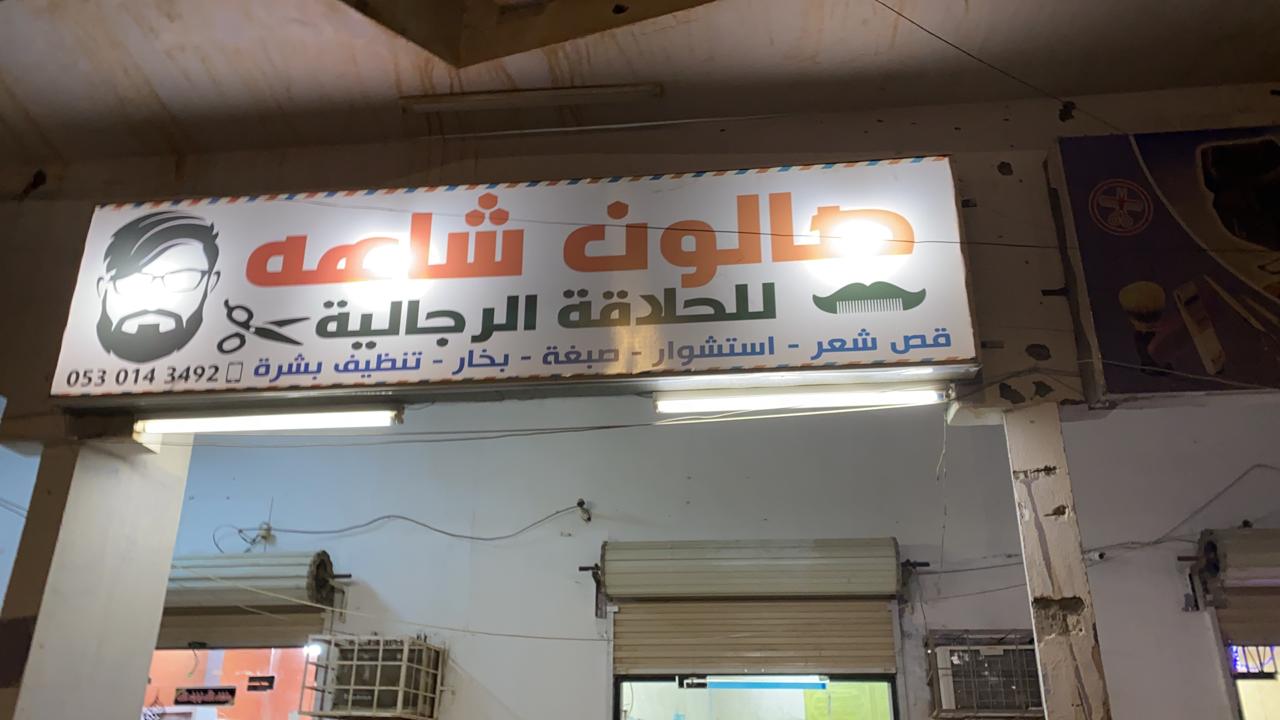 صالون شامه
للحلاقة الرجالية
قص شعر - استشوار - صبغة - بخار - تنظيف بشرة
053 014 3492